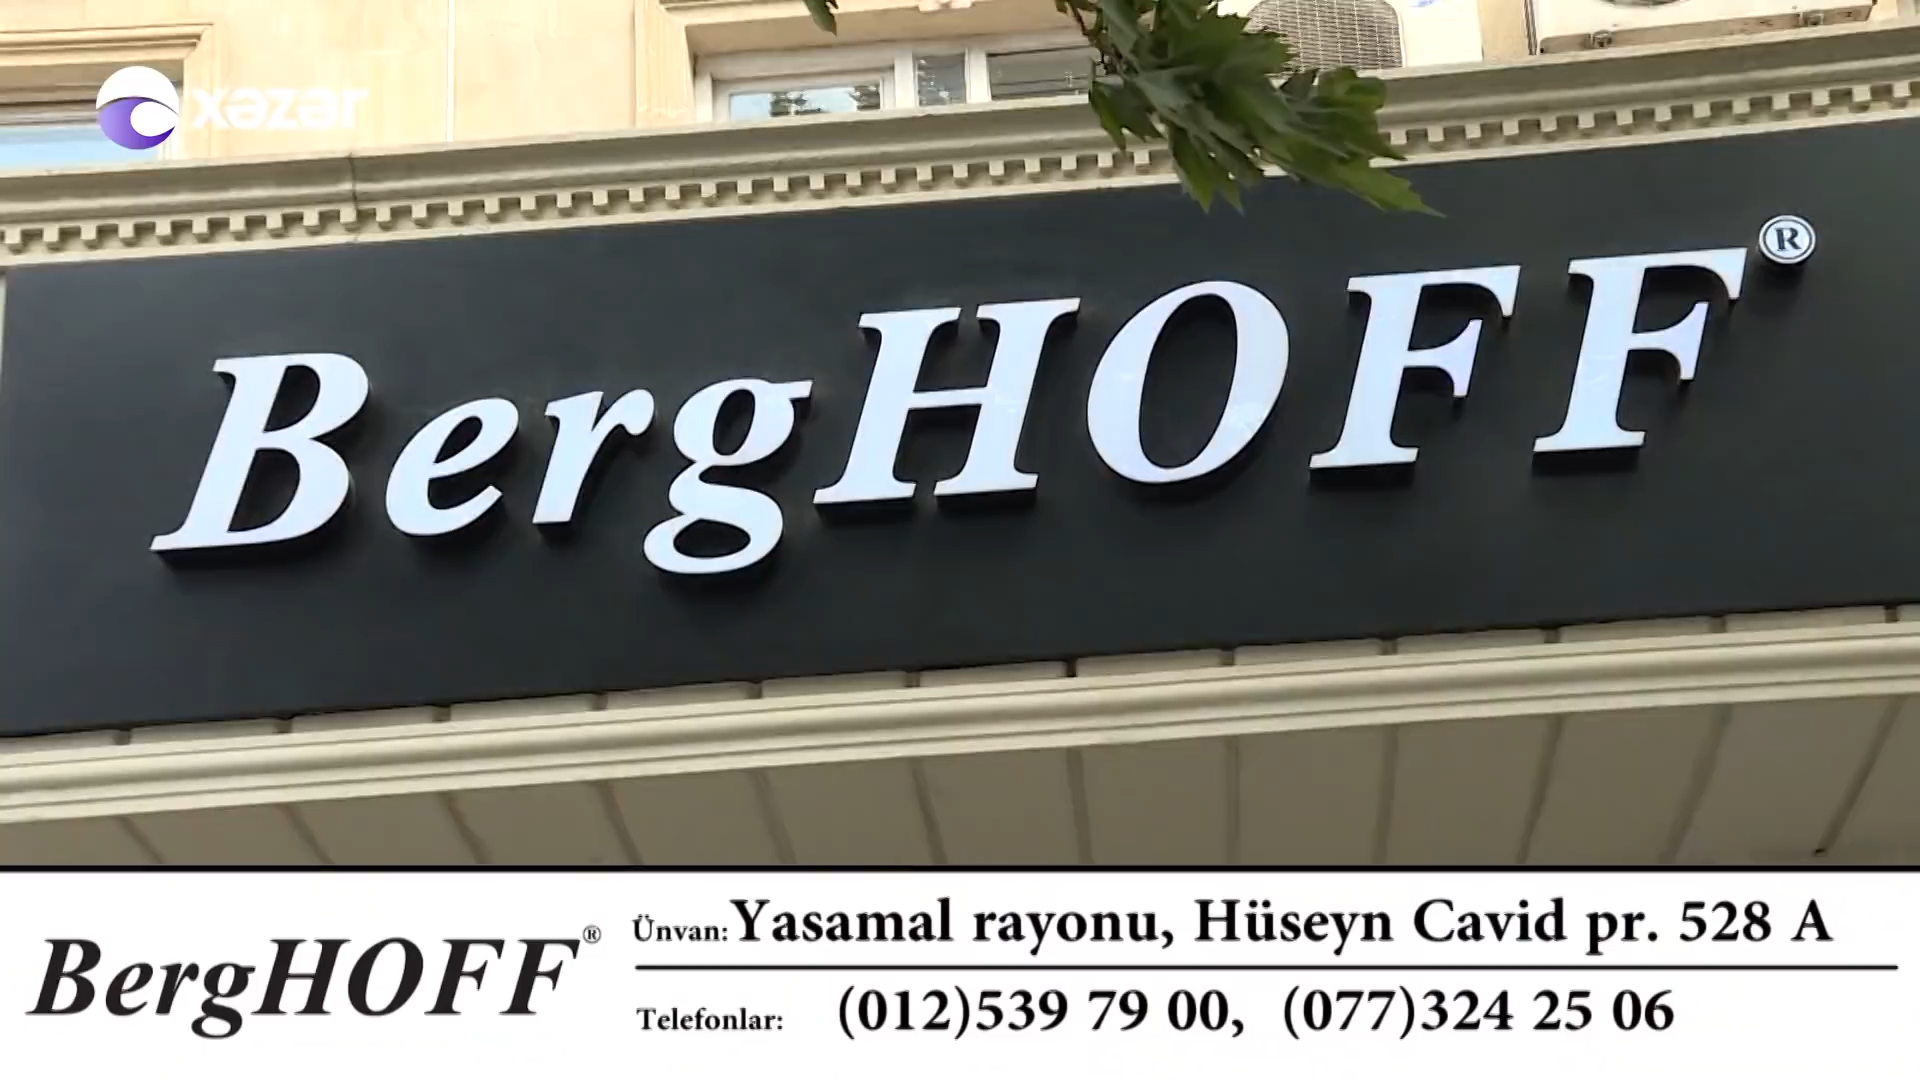 xəzər
BergHOFF®
BergHOFF®
Ünvan: Yasamal rayonu, Hüseyn Cavid pr. 528 A
Telefonlar: (012)539 79 00, (077)324 25 06